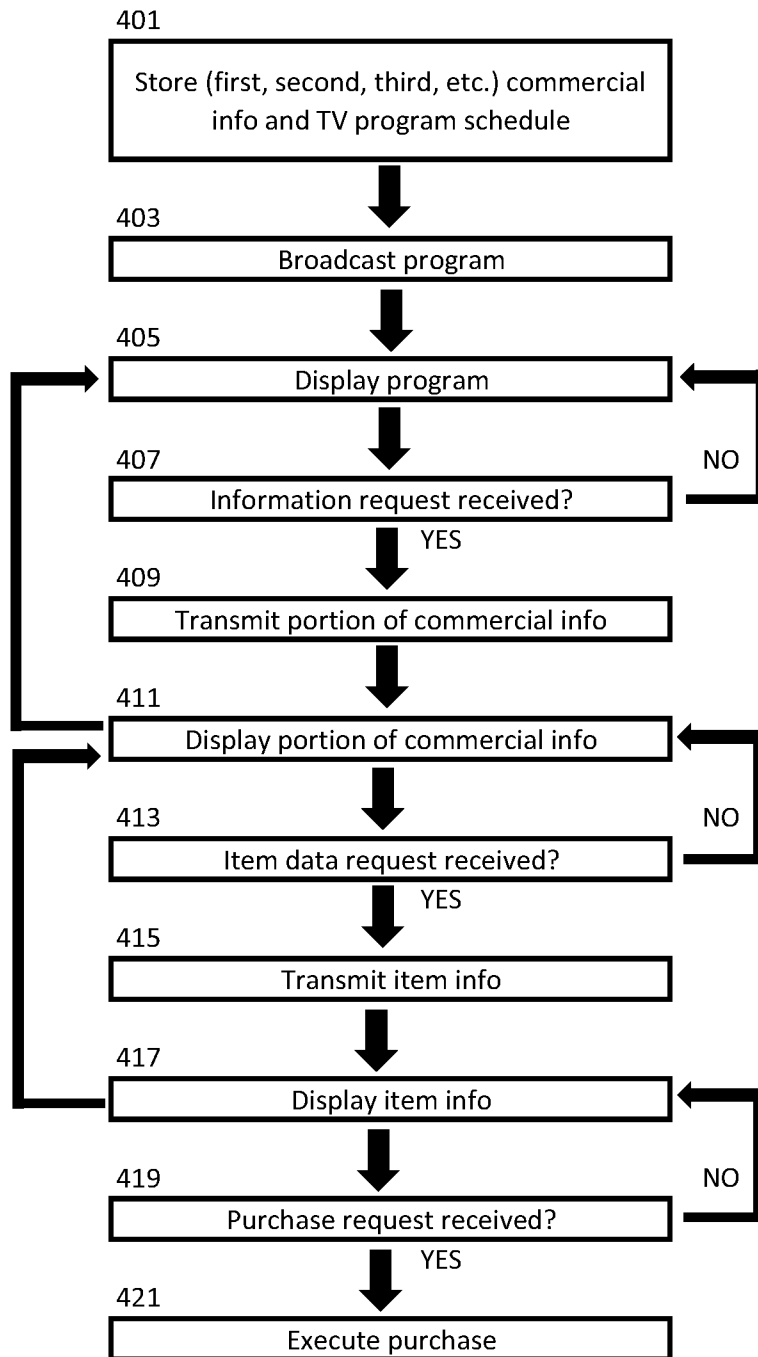 401
Store (first, second, third, etc.) commercial
info and TV program schedule
403
Broadcast program
405
Display program
407
NO
Information request received?
YES
409
Transmit portion of commercial info
411
Display portion of commercial info
413
NO
Item data request received?
YES
415
Transmit item info
417
Display item info
419
NO
Purchase request received?
YES
421
Execute purchase